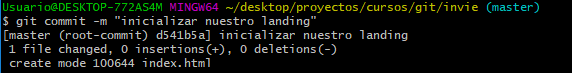 Usuario@DESKTOP-772AS4M MINGW64 ~/desktop/proyectos/cursos/git/invie (master)
$ git commit -m "inicializar nuestro landing"
[master (root-commit) d541b5a] inicializar nuestro landing
 1 file changed, 0 insertions(+), 0 deletions(-)
 create mode 100644 index.html